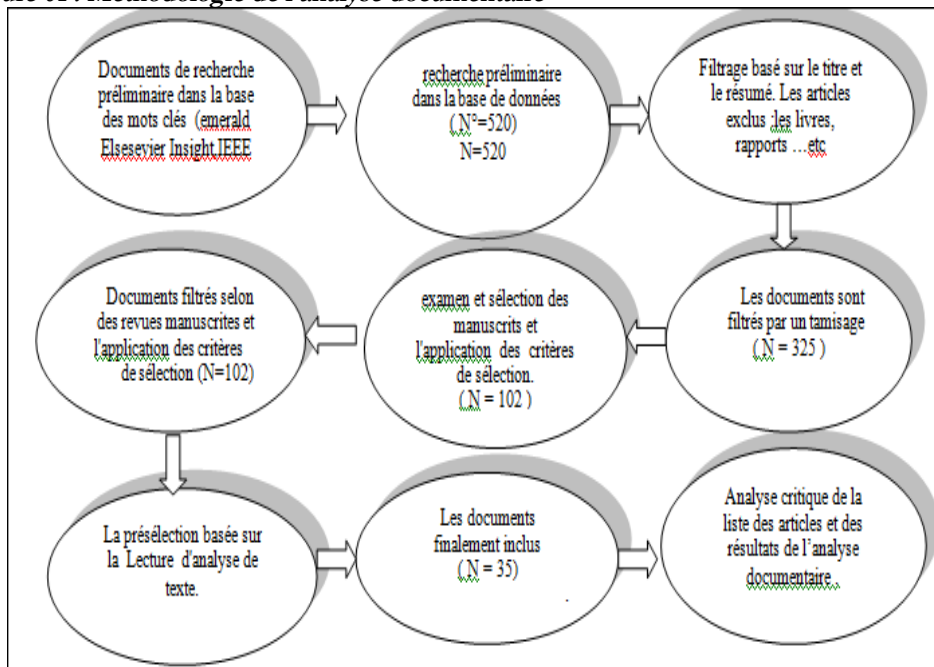 Documents de recherche
préliminaire dans la base
des mots clés (emerald
Elsesevier Insight,IEEE
recherche préliminaire
dans la base de données
( N°=520)
N=520
Filtrage basé sur le titre et
le résumé. Les articles
exclus ;les livres,
rapports …etc
Les documents sont
filtrés par un tamisage
( N = 325 )
examen et sélection des
manuscrits et
l'application des critères
de sélection.
( N = 102 )
Documents filtrés selon
des revues manuscrites et
l'application des critères
de sélection (N=102)
La présélection basée sur
la Lecture d'analyse de
texte.
Les documents
finalement inclus
( N = 35)
.
Analyse critique de la
liste des articles et des
résultats de l'analyse
documentaire .